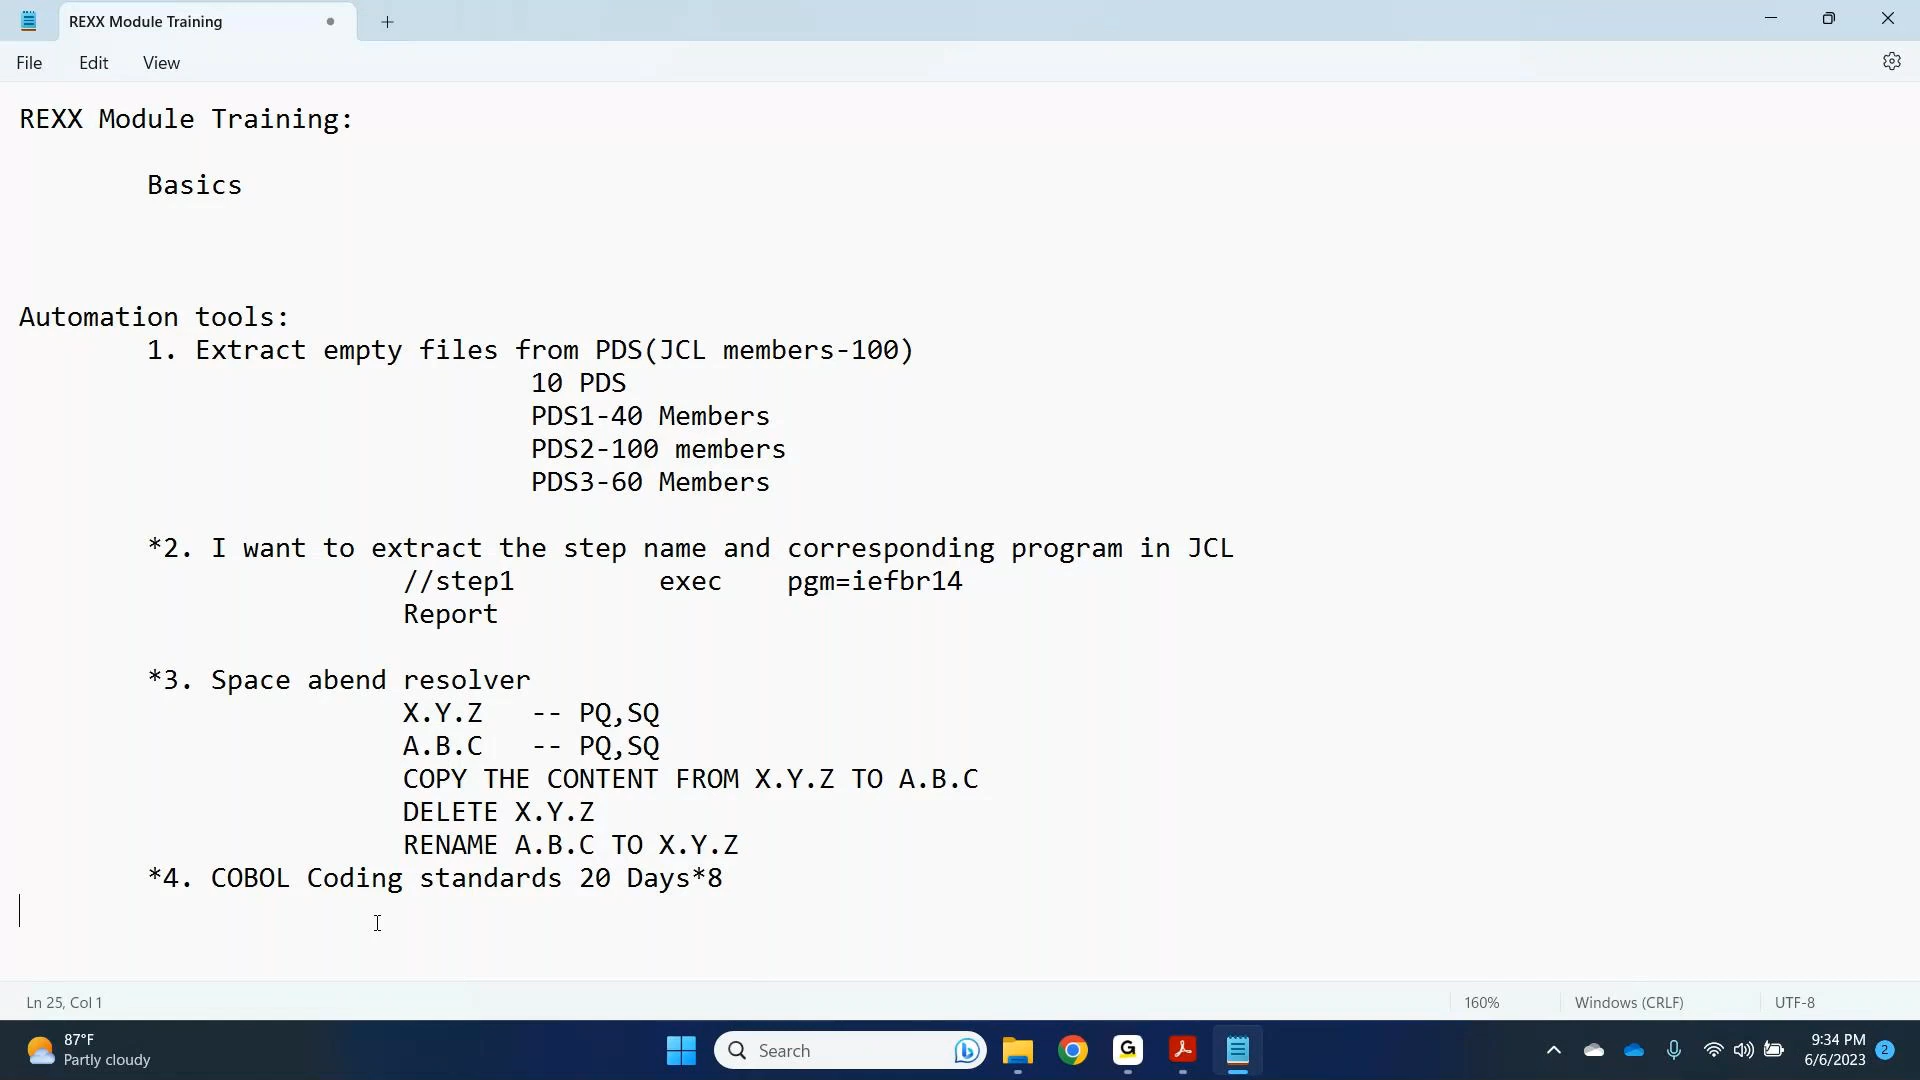 REXX Module Training
File Edit View
REXX Module Training:
Basics
Automation tools:
1. Extract empty files from PDS(JCL members-100)
10 PDS
PDS1-40 Members
PDS2-100 members
PDS3-60 Members
*2. I want to extract the step name and corresponding program in JCL
//step1 exec pgm=iefbr14
Report
*3. Space abend resolver
X.Y.Z -- PQ,SQ
A.B.C -- PQ,SQ
COPY THE CONTENT FROM X.Y.Z TO A.B.C
DELETE X.Y.Z
RENAME A.B.C TO X.Y.Z
*4. COBOL Coding standards 20 Days*8
Ln 25, Col 1 160% Windows (CRLF) UTF-8
87°F
Partly cloudy
Search
G
9:34 PM
6/6/2023 2